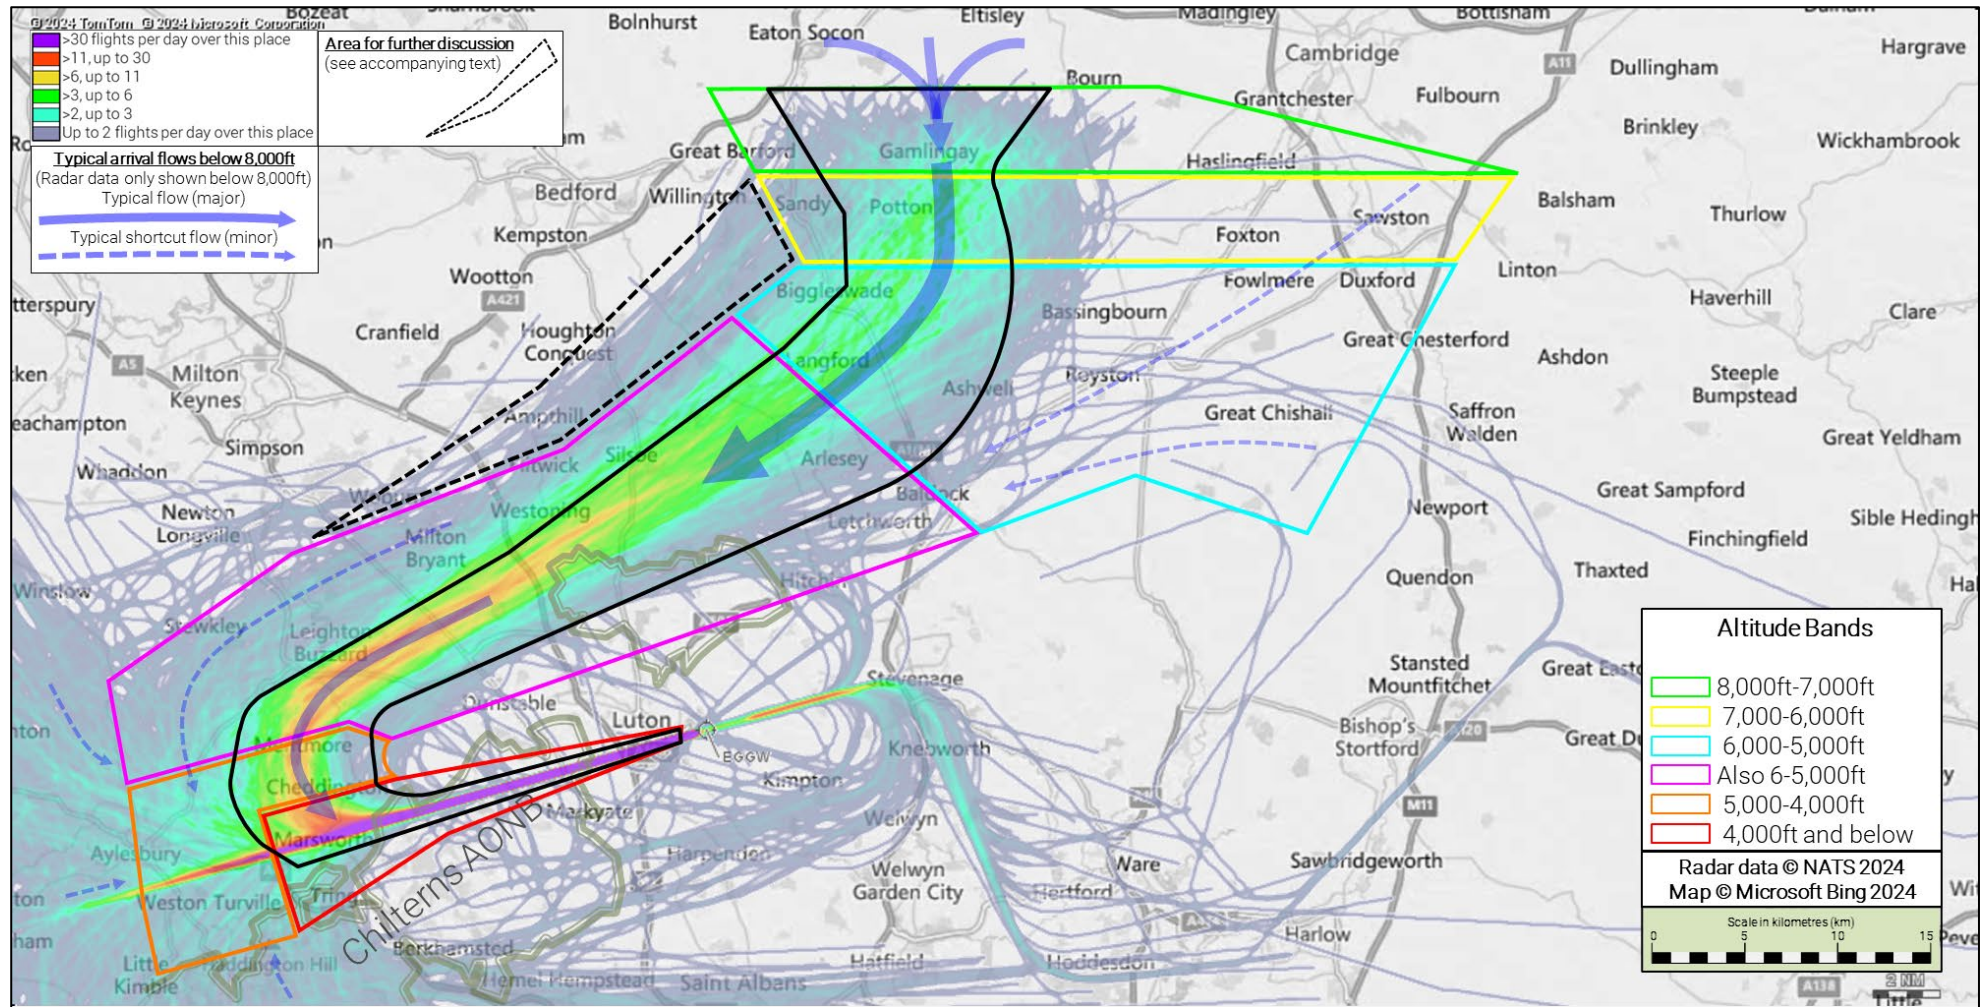 © 2024 TomTom © 2024 Microsoft Corporation
>30 flights per day over this place
>11, up to 30
>6, up to 11
>3, up to 6
>2, up to 3
Up to 2 flights per day over this place
Area for further discussion
(see accompanying text)
Typical arrival flows below 8,000ft
(Radar data only shown below 8,000ft)
Typical flow (major)
Typical shortcut flow (minor)
Bozeat
Bolnhurst
Eaton Socon
Eltisley
Madingley
Bottisham
Cambridge
A11
Dullingham
Hargrave
Bourn
Grantchester
Fulbourn
Brinkley
Wickhambrook
Great Barford
Gamlingay
Haslingfield
Bedford
Willington
Sandy
Potton
Sawston
Balsham
Thurlow
Kempston
Foxton
Wootton
A421
Biggleswade
Fowlmere
Duxford
Linton
Haverhill
Clare
Cranfield
Houghton
Conquest
Bassingbourn
Great Chesterford
Ashdon
A5
Milton
Keynes
Langford
Ashwell
Royston
Steeple
Bumpstead
Ampthill
Great Chishall
Saffron
Walden
Great Yeldham
Simpson
Whaddon
Silsoe
Arlesey
Newton
Longville
Westoning
Baldock
Letchworth
Newport
Great Sampford
Finchingfield
Milton
Bryant
Hitchin
Quendon
Thaxted
Winslow
Stewkley
Leighton
Buzzard
Stevenage
Stansted
Mountfitchet
Dunstable
Luton
EGGW
Knebworth
Bishop's
Stortford
Mentmore
Cheddington
Kimpton
M11
Marsworth
Markyate
Welwyn
Aylesbury
Harpenden
Ware
Sawbridgeworth
Weston Turville
Tring
Chilterns AONB
Welwyn
Garden City
Hertford
Berkhamsted
Harlow
Little
Kimble
Haddington Hill
Hemel Hempstead
Saint Albans
Hatfield
Hoddesdon
Altitude Bands
8,000ft-7,000ft
7,000-6,000ft
6,000-5,000ft
Also 6-5,000ft
5,000-4,000ft
4,000ft and below
Radar data © NATS 2024
Map © Microsoft Bing 2024
Scale in kilometres (km)
0 5 10 15
A138
2 NM